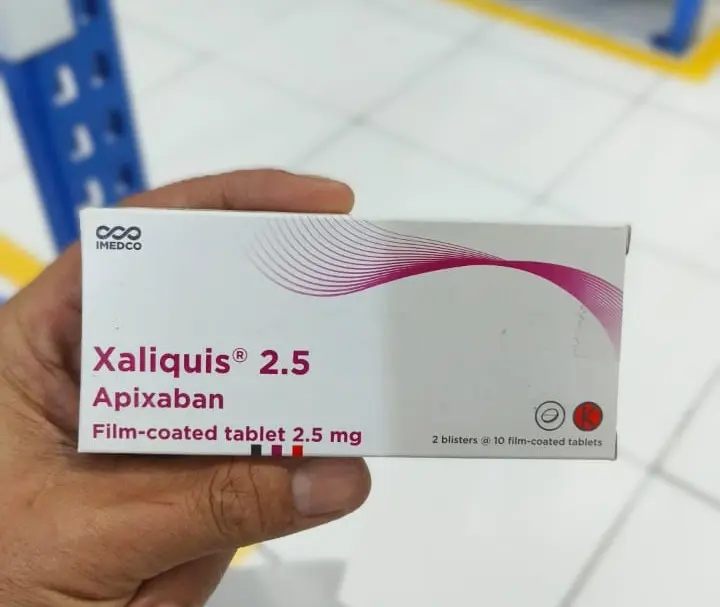 IMEDCO
Xaliquis® 2.5
Apixaban
Film-coated tablet 2.5 mg
2 blisters @ 10 film-coated tablets
K